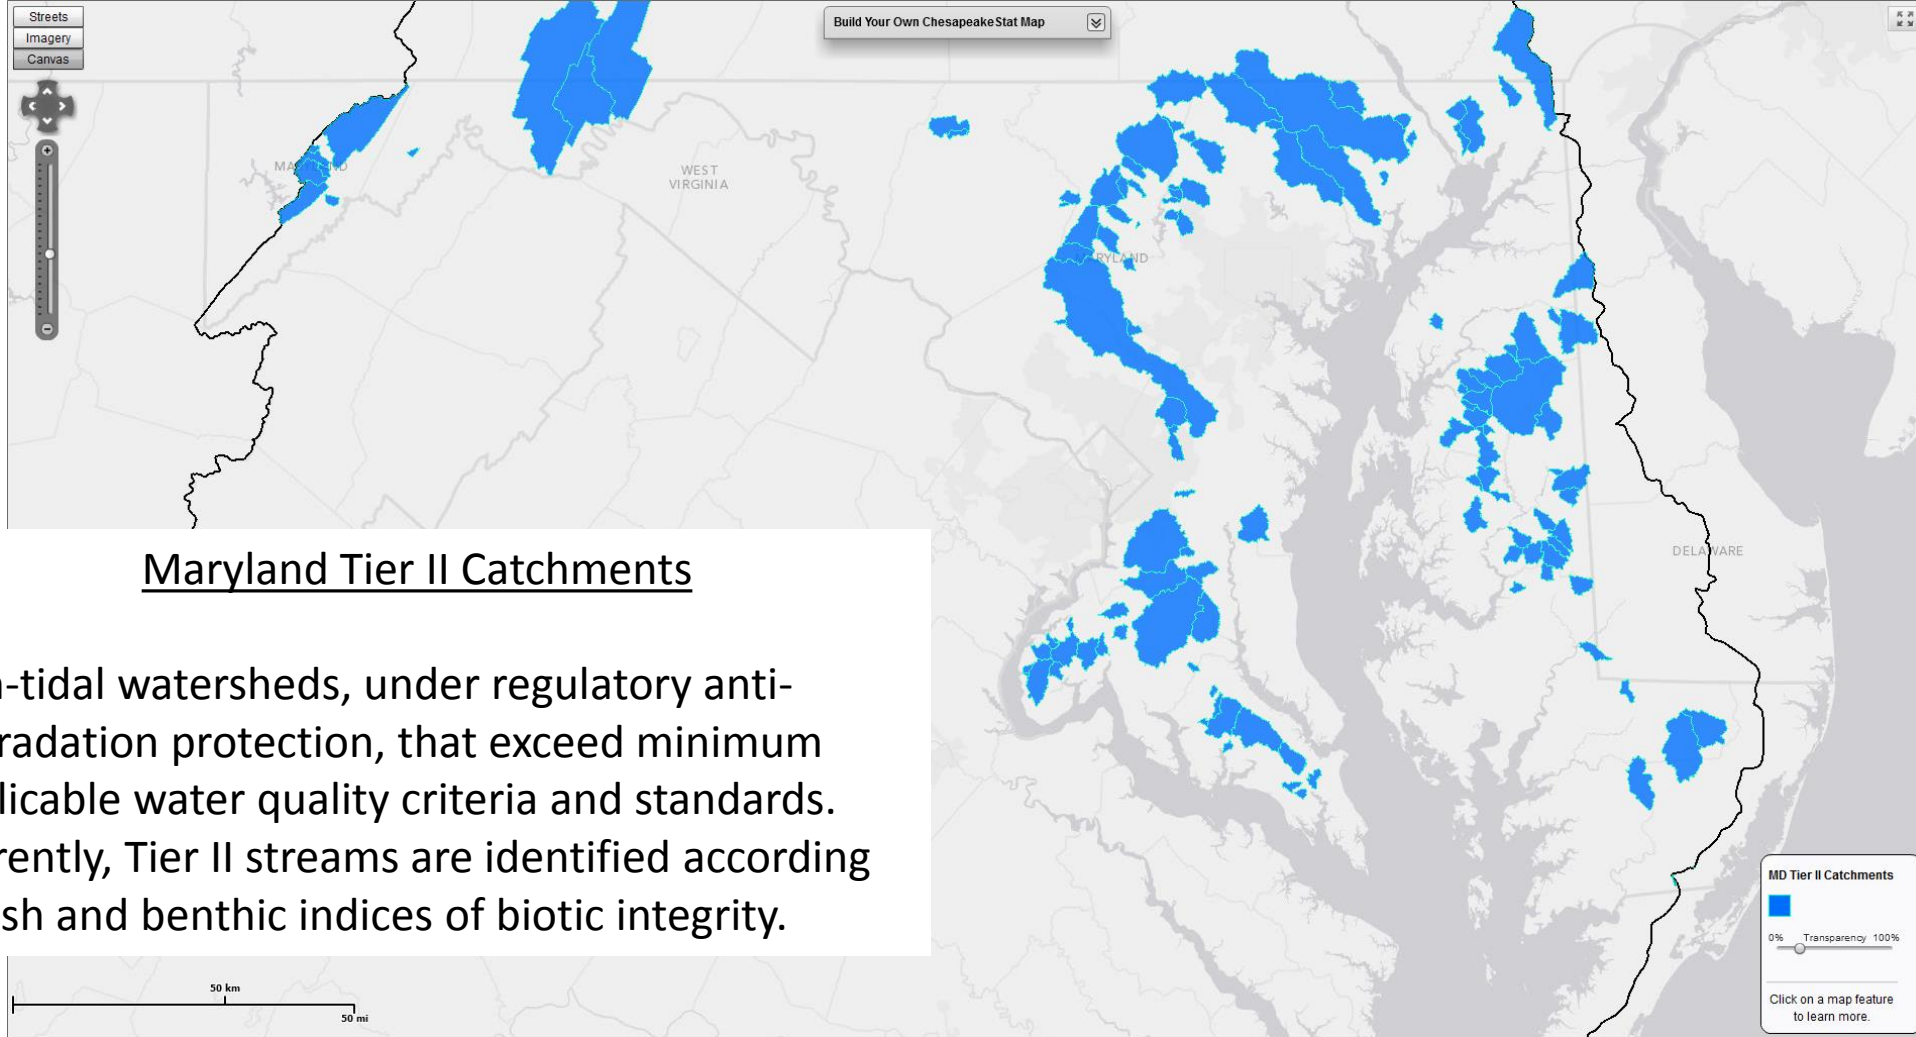 Streets
Imagery
Canvas
Build Your Own ChesapeakeStat Map
WEST
VIRGINIA
RYLAND
DELAWARE
Maryland Tier II Catchments
-tidal watersheds, under regulatory anti-
radation protection, that exceed minimum
licable water quality criteria and standards.
rently, Tier II streams are identified according
sh and benthic indices of biotic integrity.
MD Tier II Catchments
0% Transparency 100%
Click on a map feature
to learn more.
50 km
50 mi